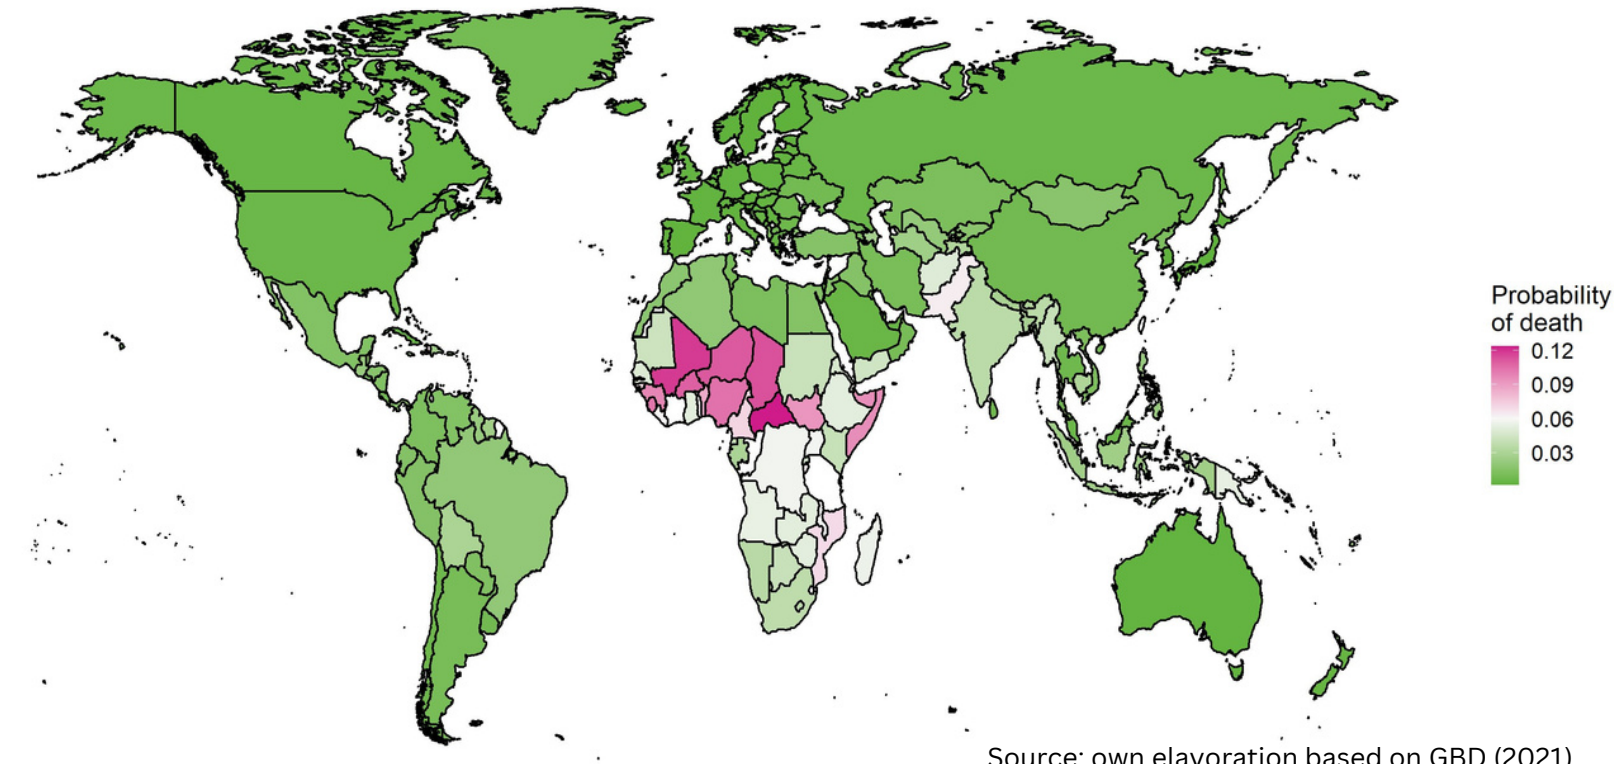 Probability
of death
0.12
0.09
0.06
0.03
Source: own elavoration based on GBD (2021)